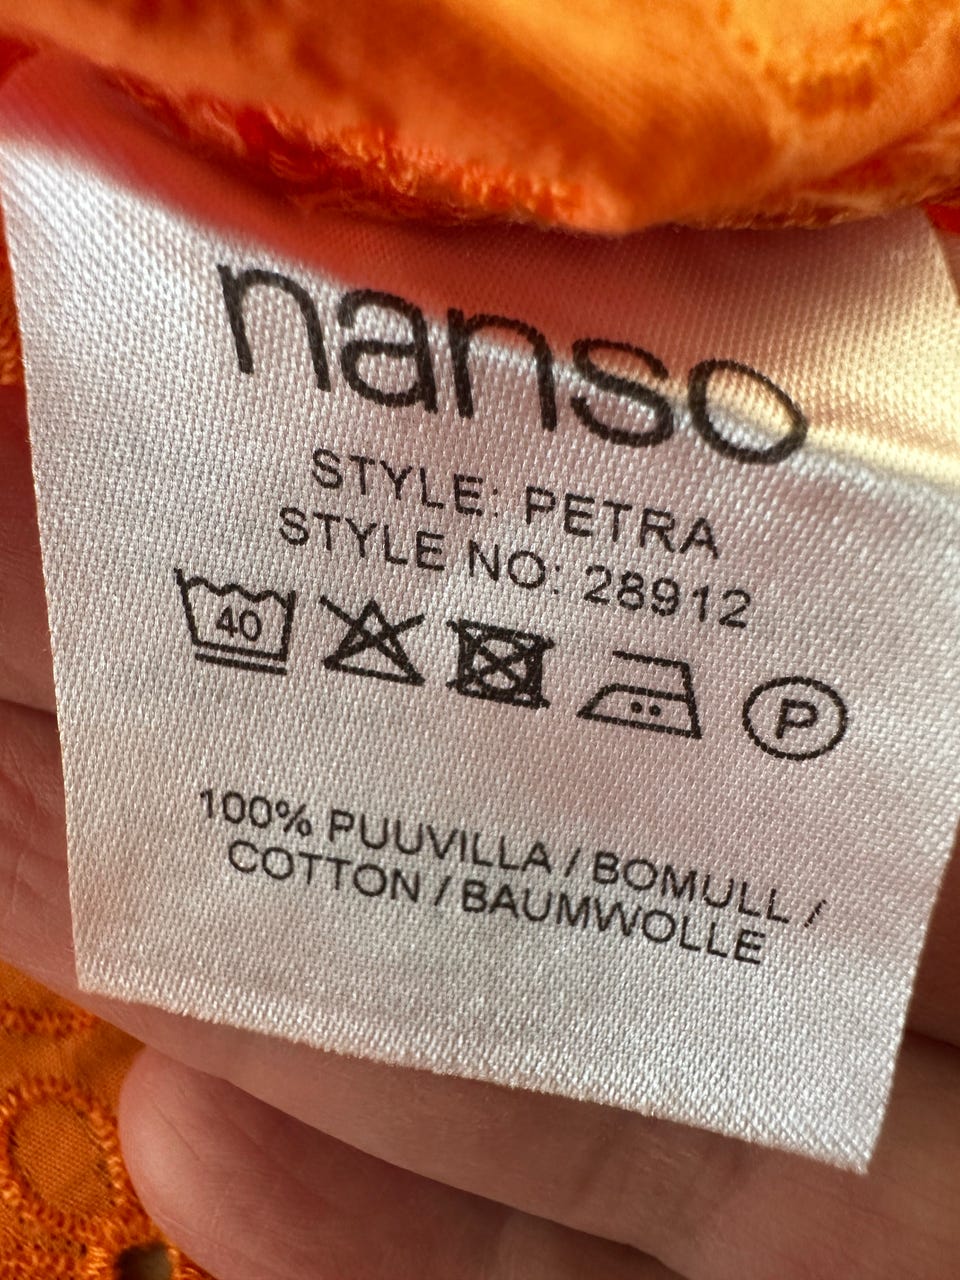 nanso
STYLE: PETRA
STYLE NO: 28912
40 P
100% PUUVILLA / BOMULL /
COTTON / BAUMWOLLE